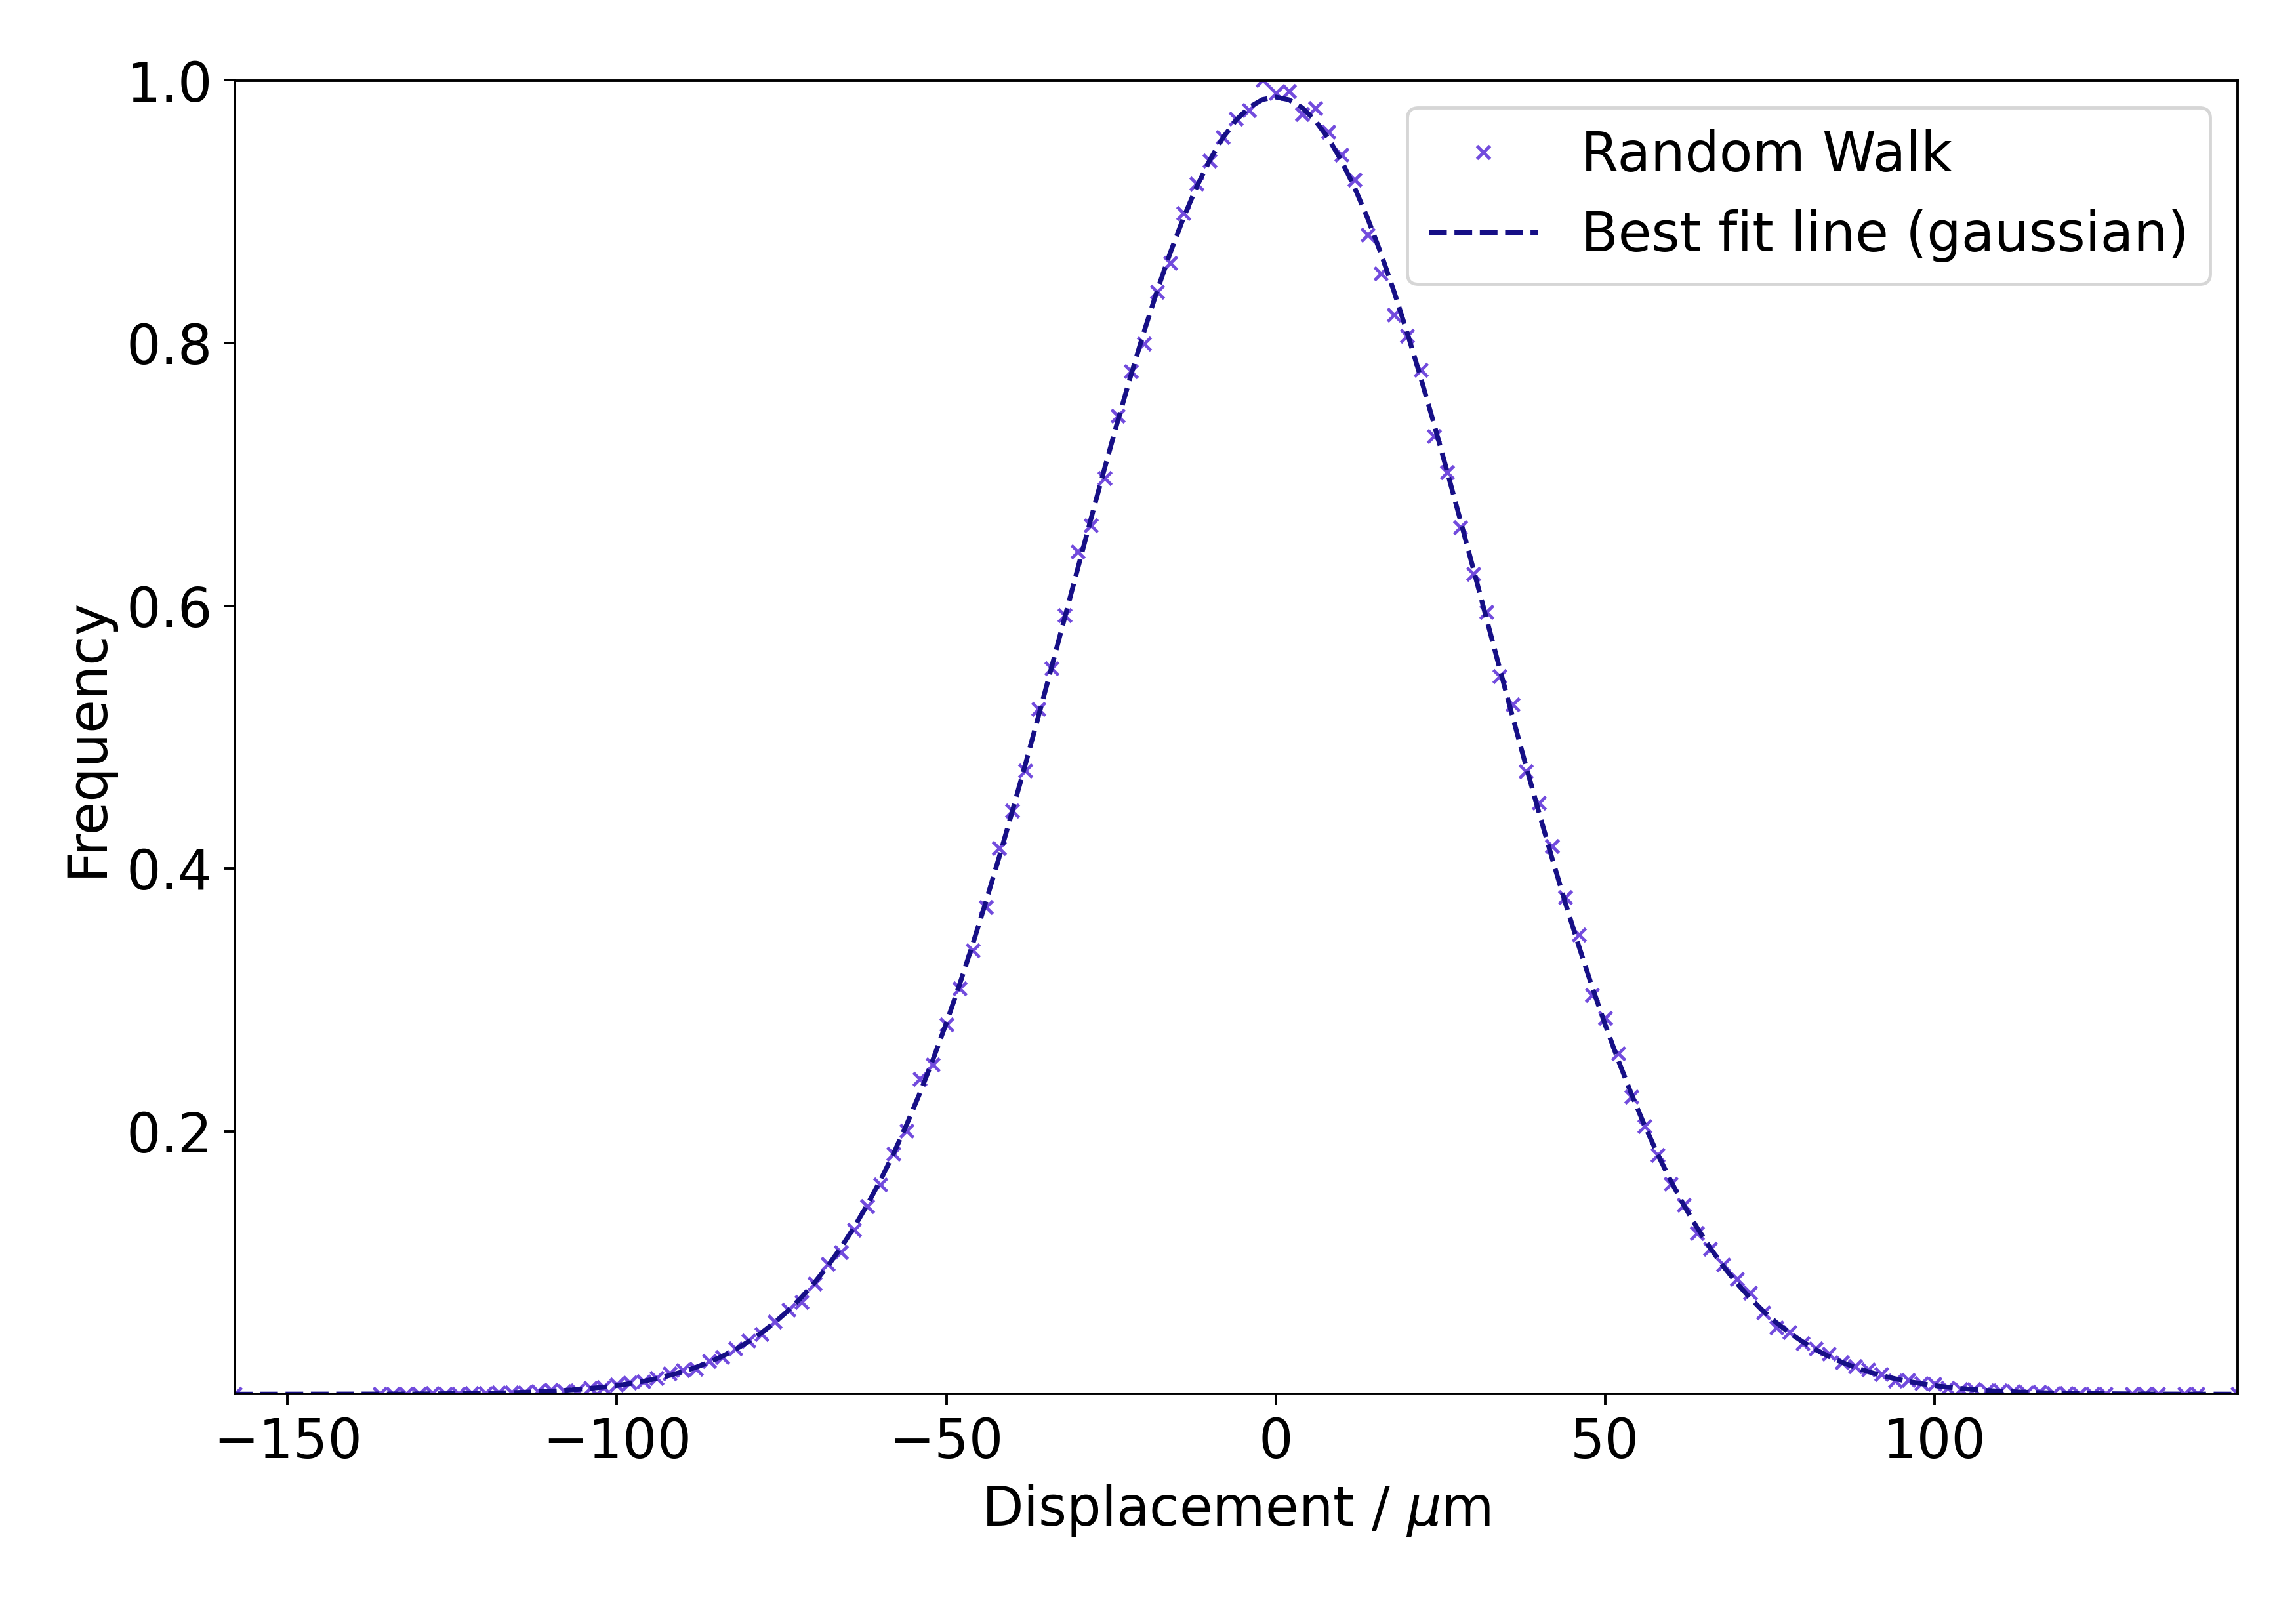 1.0
0.8
0.6
0.4
0.2
Frequency
Random Walk
Best fit line (gaussian)
−150
−100
−50
0
50
100
Displacement / μm